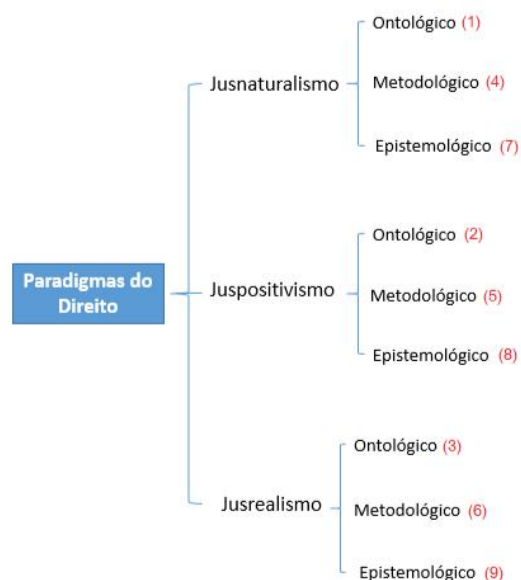 Paradigmas do
Direito
Jusnaturalismo
Ontológico (1)
Metodológico (4)
Epistemológico (7)
Juspositivismo
Ontológico (2)
Metodológico (5)
Epistemológico (8)
Jusrealismo
Ontológico (3)
Metodológico (6)
Epistemológico (9)